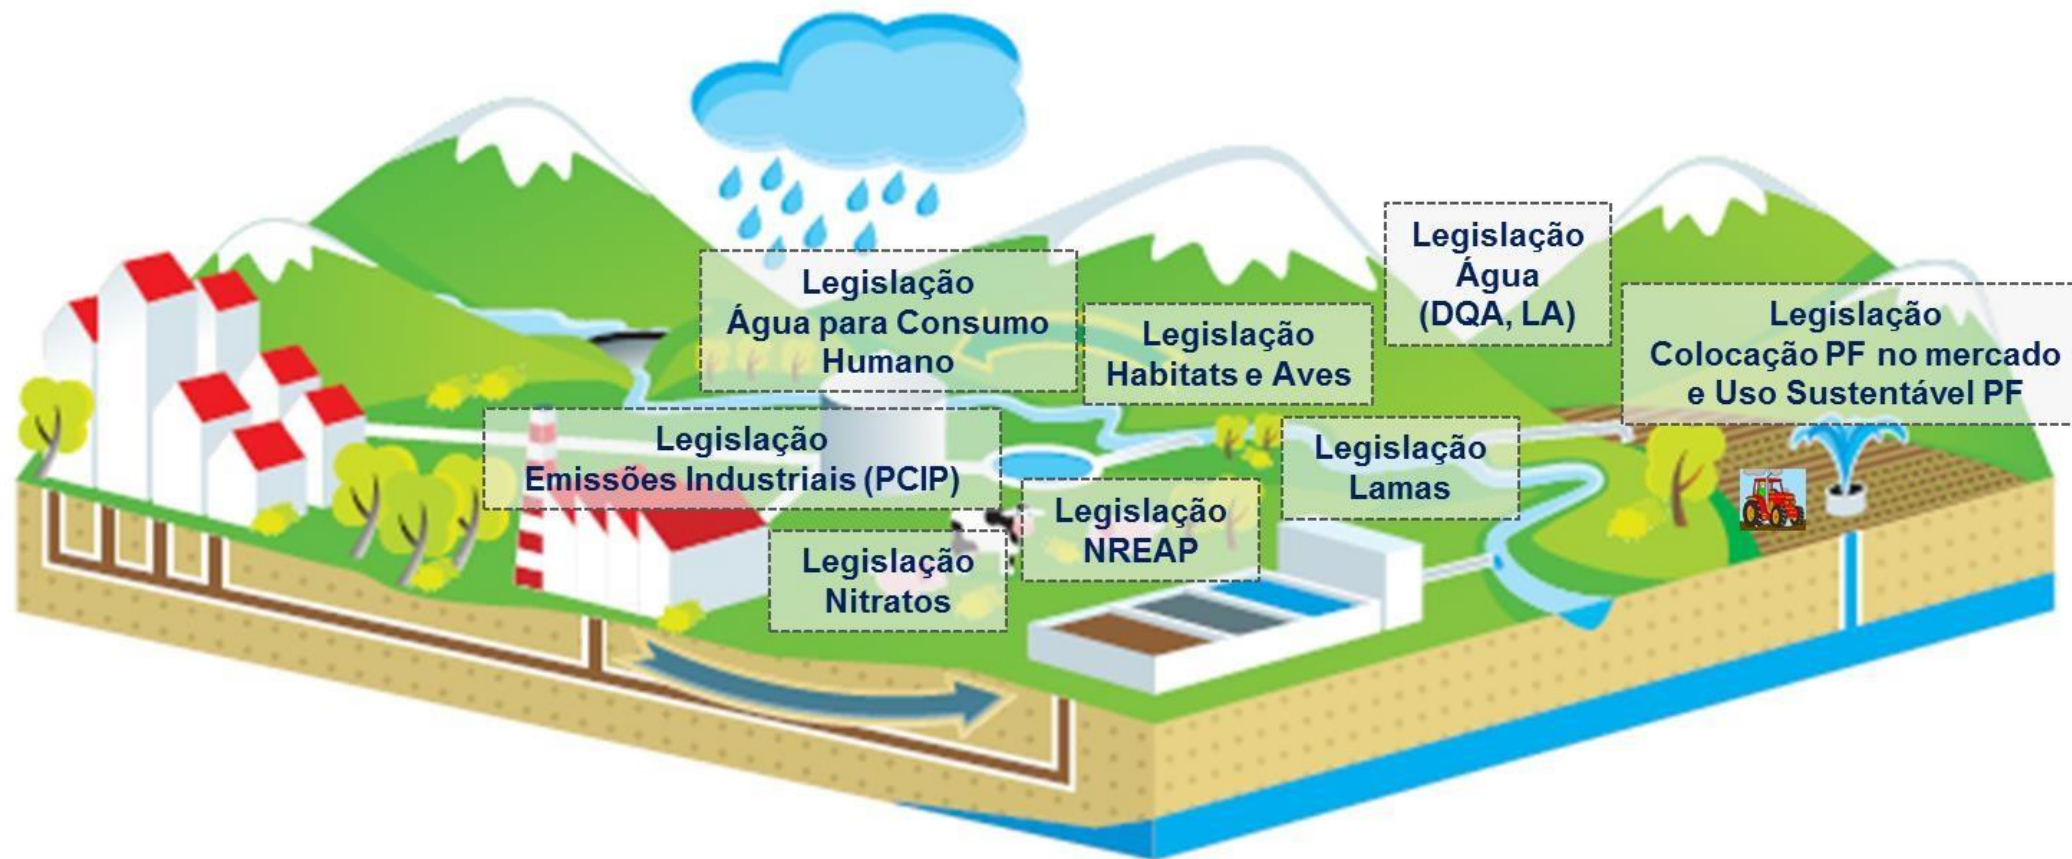 Legislação
Água para Consumo
Humano
Legislação
Habitats e Aves
Legislação
Água
(DQA, LA)
Legislação
Colocação PF no mercado
e Uso Sustentável PF
Legislação
Emissões Industriais (PCIP)
Legislação
Lamas
Legislação
Nitratos
Legislação
NREAP